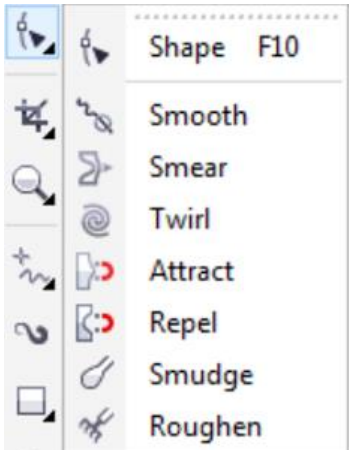 Shape F10
Smooth
Smear
Twirl
Attract
Repel
Smudge
Roughen